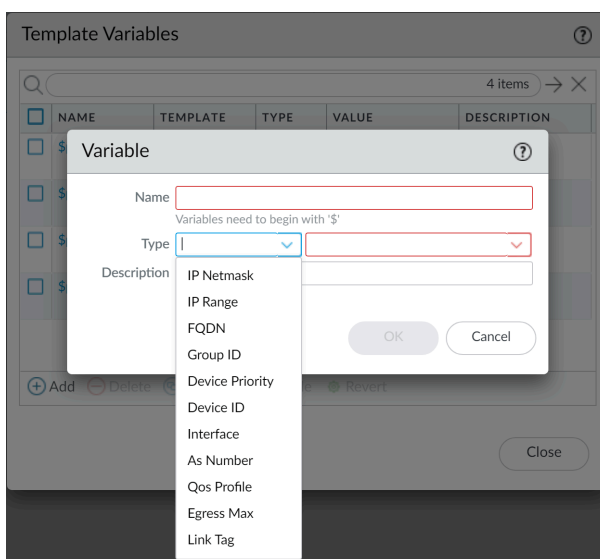 Template Variables
4 items
NAME TEMPLATE TYPE VALUE DESCRIPTION
$
$
$
$
Variable
Name
Variables need to begin with '$'
Type
Description
IP Netmask
IP Range
FQDN
Group ID
Device Priority
Device ID
Interface
As Number
Qos Profile
Egress Max
Link Tag
OK Cancel
Add Delete Revert
Close